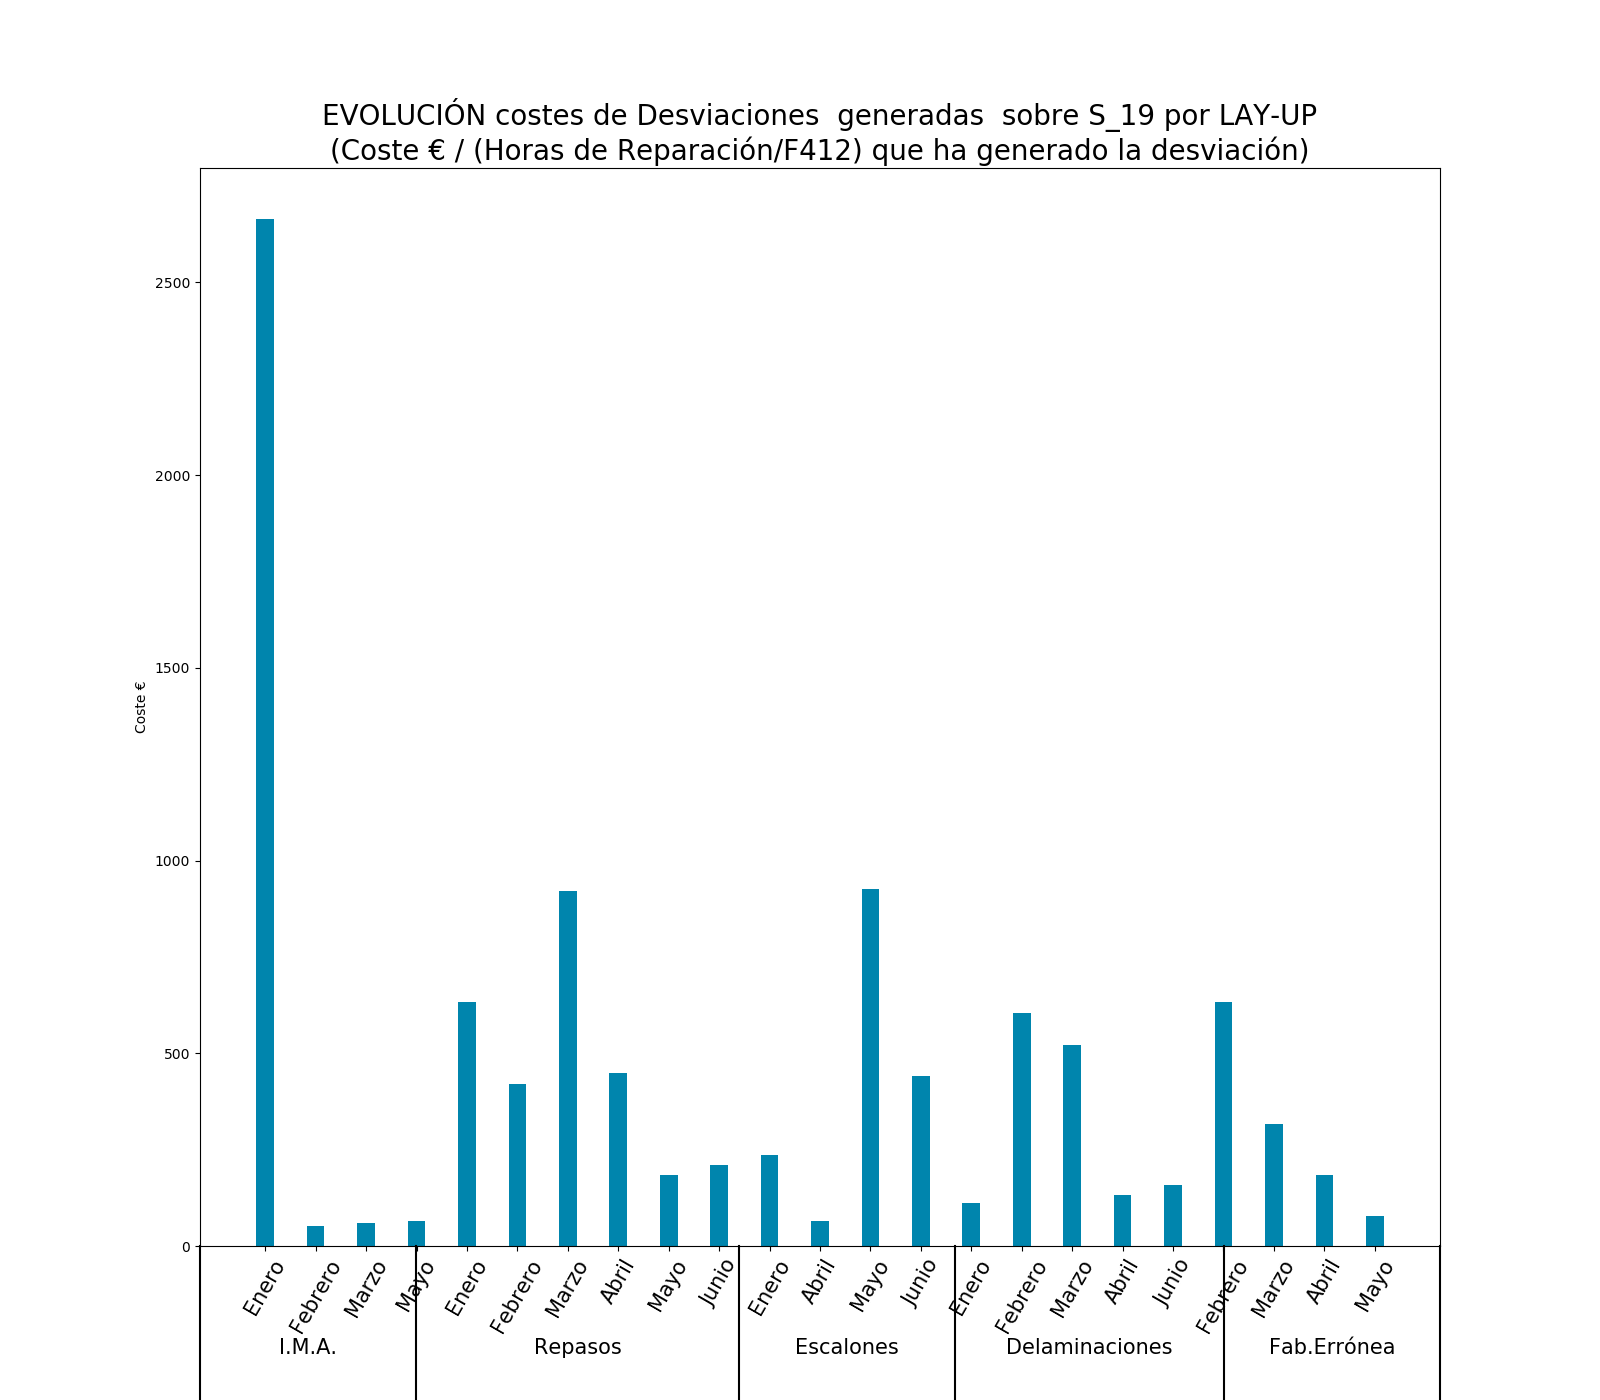 EVOLUCIÓN costes de Desviaciones  generadas  sobre S_19 por LAY-UP
(Coste € / (Horas de Reparación/F412) que ha generado la desviación)
2500
2000
1500
1000
500
0
Coste €
Enero Febrero Marzo Mayo Enero Febrero Marzo Abril Mayo Junio Enero Abril Mayo Junio Enero Febrero Marzo Abril Junio Febrero Marzo Abril Mayo
I.M.A. Repasos Escalones Delaminaciones Fab.Errónea